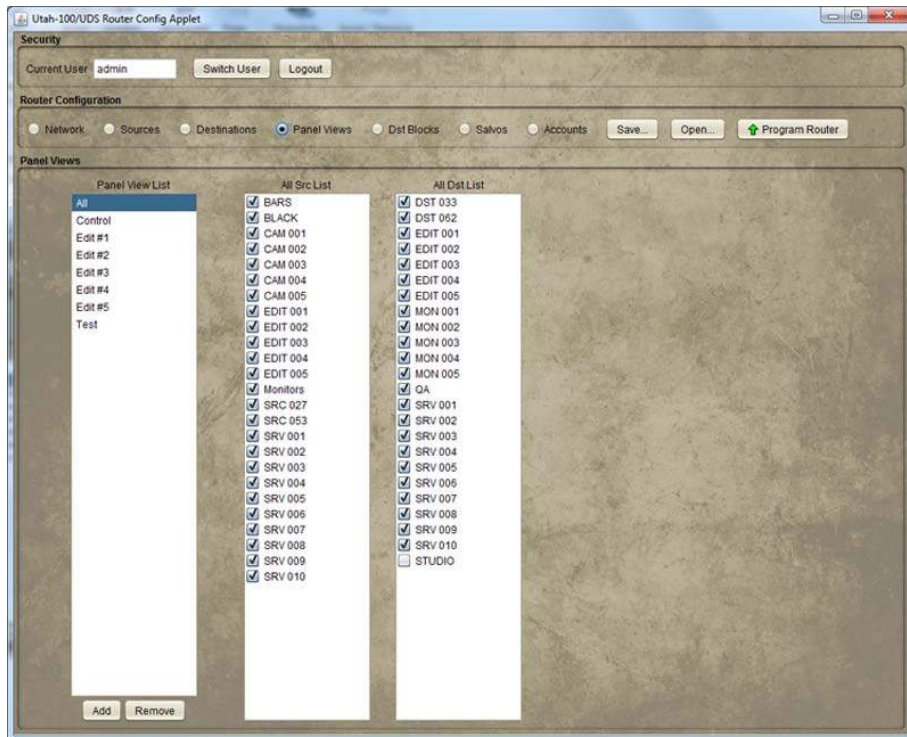 Utah-100/UDS Router Config Applet
Security
Current User admin Switch User Logout
Router Configuration
Network Sources Destinations Panel Views Dst Blocks Salvos Accounts Save... Open... Program Router
Panel Views
Panel View List
All
Control
Edit #1
Edit #2
Edit #3
Edit #4
Edit #5
Test
Add Remove
All Src List
BARS
BLACK
CAM 001
CAM 002
CAM 003
CAM 004
CAM 005
EDIT 001
EDIT 002
EDIT 003
EDIT 004
EDIT 005
Monitors
SRC 027
SRC 053
SRV 001
SRV 002
SRV 003
SRV 004
SRV 005
SRV 006
SRV 007
SRV 008
SRV 009
SRV 010
All Dst List
DST 033
DST 062
EDIT 001
EDIT 002
EDIT 003
EDIT 004
EDIT 005
MON 001
MON 002
MON 003
MON 004
MON 005
QA
SRV 001
SRV 002
SRV 003
SRV 004
SRV 005
SRV 006
SRV 007
SRV 008
SRV 009
SRV 010
STUDIO